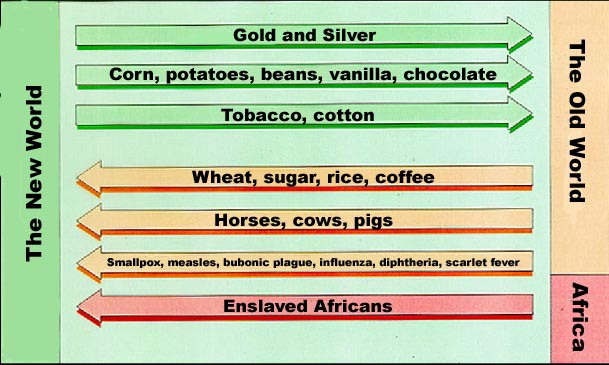 The New World
Gold and Silver
Corn, potatoes, beans, vanilla, chocolate
Tobacco, cotton
Wheat, sugar, rice, coffee
Horses, cows, pigs
Smallpox, measles, bubonic plague, influenza, diphtheria, scarlet fever
Enslaved Africans
The Old World
Africa